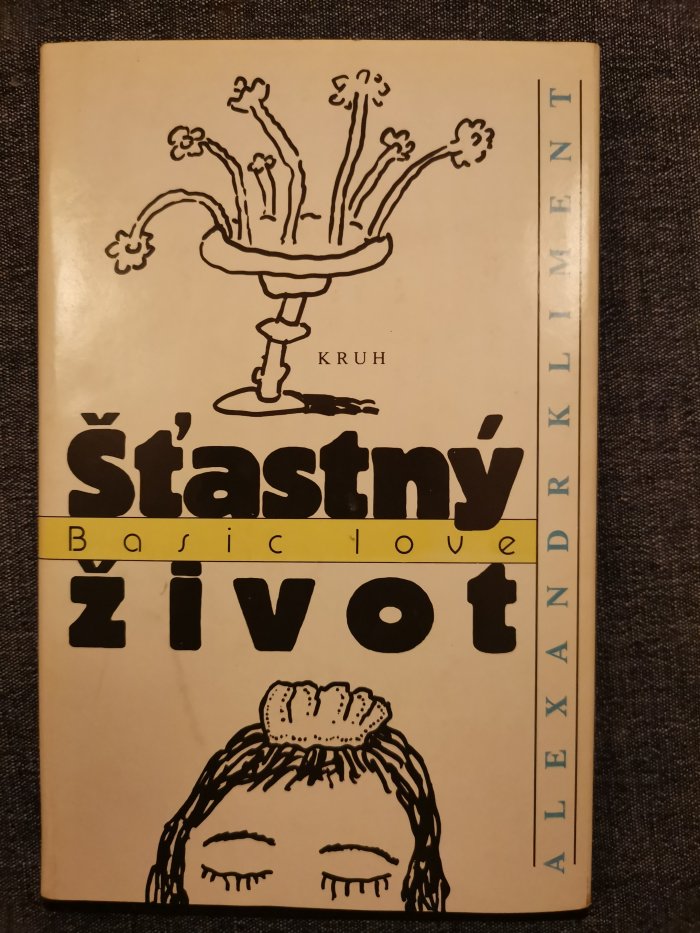 KRUH
Šťastný
Basic love
život
ALEXANDR KLIMENT